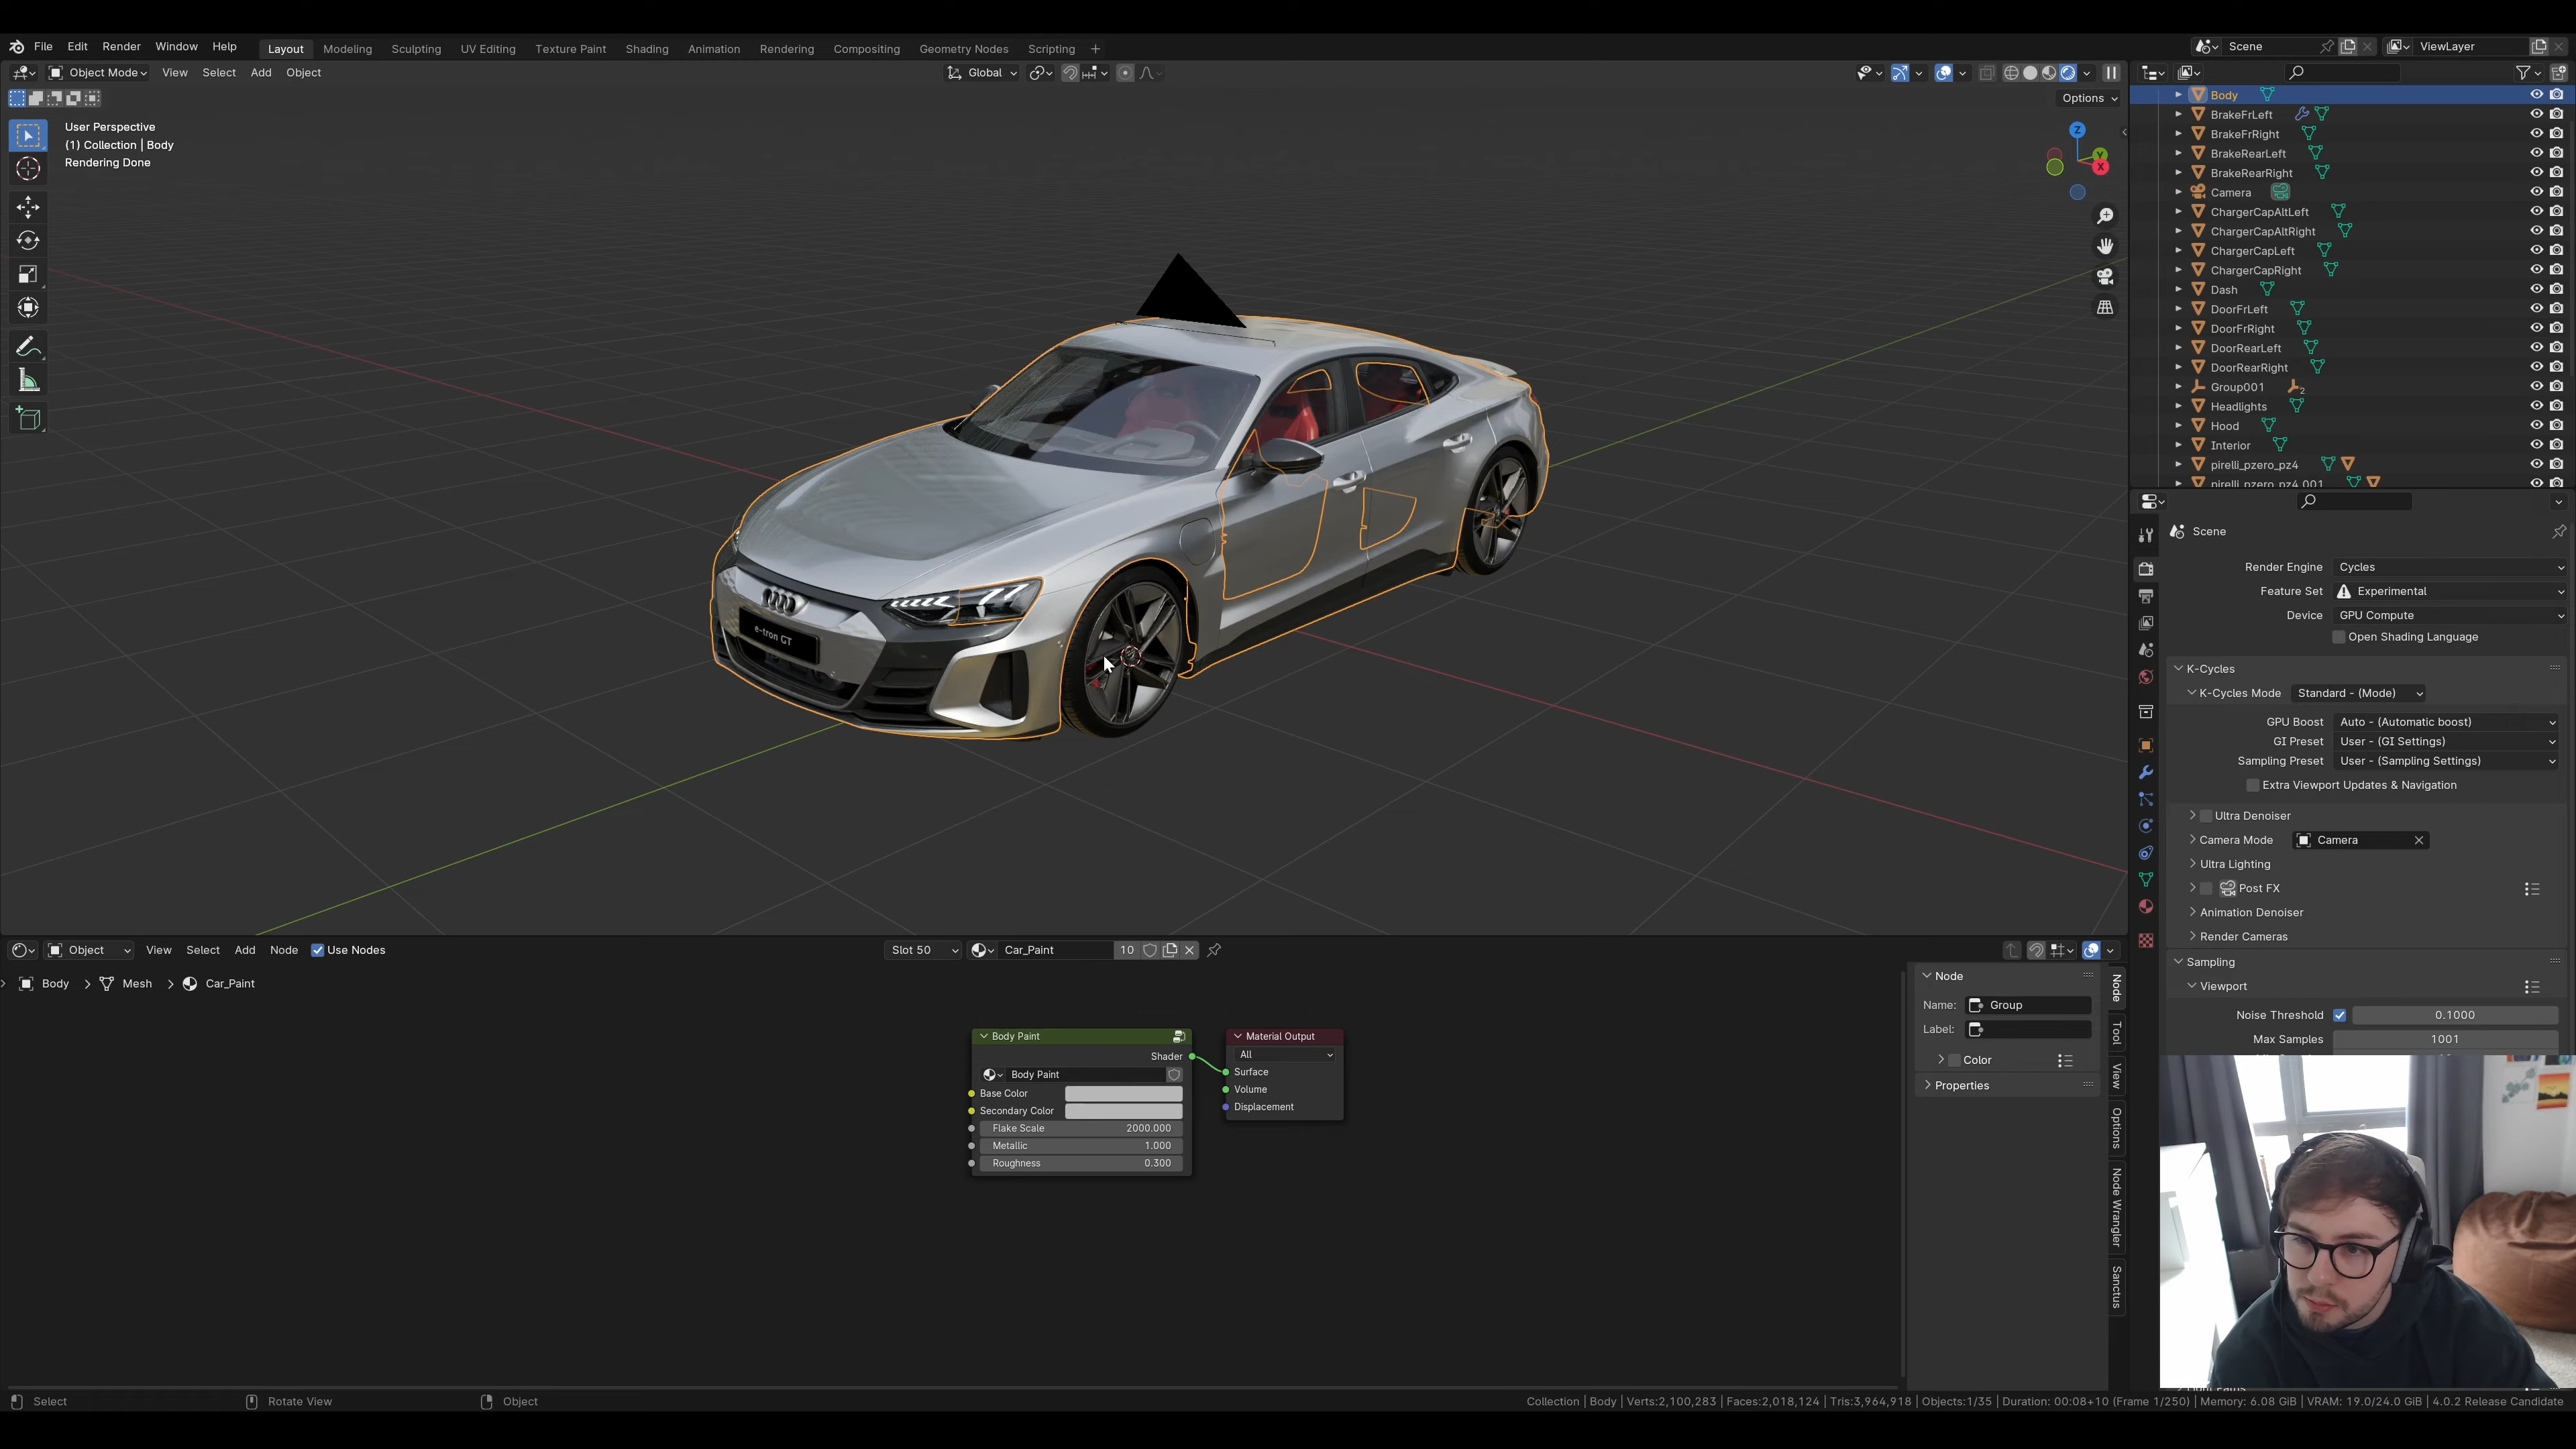 File Edit Render Window Help Layout Modeling Sculpting UV Editing Texture Paint Shading Animation Rendering Compositing Geometry Nodes Scripting + Scene ViewLayer
Object Mode View Select Add Object Global
Options
User Perspective
(1) Collection | Body
Rendering Done
Z
Y
X
e-tron GT
Body
BrakeFrLeft
BrakeFrRight
BrakeRearLeft
BrakeRearRight
Camera
ChargerCapAltLeft
ChargerCapAltRight
ChargerCapLeft
ChargerCapRight
Dash
DoorFrLeft
DoorFrRight
DoorRearLeft
DoorRearRight
Group001 2
Headlights
Hood
Interior
pirelli_pzero_pz4
pirelli_pzero_pz4.001
Scene
Render Engine Cycles
Feature Set Experimental
Device GPU Compute
Open Shading Language
K-Cycles
K-Cycles Mode Standard - (Mode)
GPU Boost Auto - (Automatic boost)
GI Preset User - (GI Settings)
Sampling Preset User - (Sampling Settings)
Extra Viewport Updates & Navigation
Ultra Denoiser
Camera Mode Camera
Ultra Lighting
Post FX
Animation Denoiser
Render Cameras
Sampling
Viewport
Noise Threshold 0.1000
Max Samples 1001
Object View Select Add Node Use Nodes Slot 50 Car_Paint 10
Body Mesh Car_Paint
Body Paint
Shader
Body Paint
Base Color
Secondary Color
Flake Scale 2000.000
Metallic 1.000
Roughness 0.300
Material Output
All
Surface
Volume
Displacement
Node
Name: Group
Label:
Color
Properties
Node
Tool
View
Options
Node Wrangler
Sanctus
Select Rotate View Object
Collection | Body | Verts:2,100,283 | Faces:2,018,124 | Tris:3,964,918 | Objects:1/35 | Duration: 00:08+10 (Frame 1/250) | Memory: 6.08 GiB | VRAM: 19.0/24.0 GiB | 4.0.2 Release Candidate